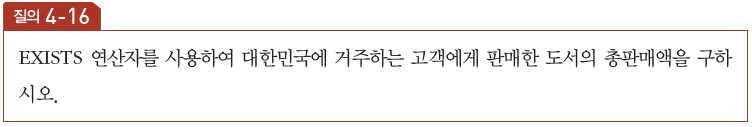 질의 4-16
EXISTS 연산자를 사용하여 대한민국에 거주하는 고객에게 판매한 도서의 총판매액을 구하
시오.